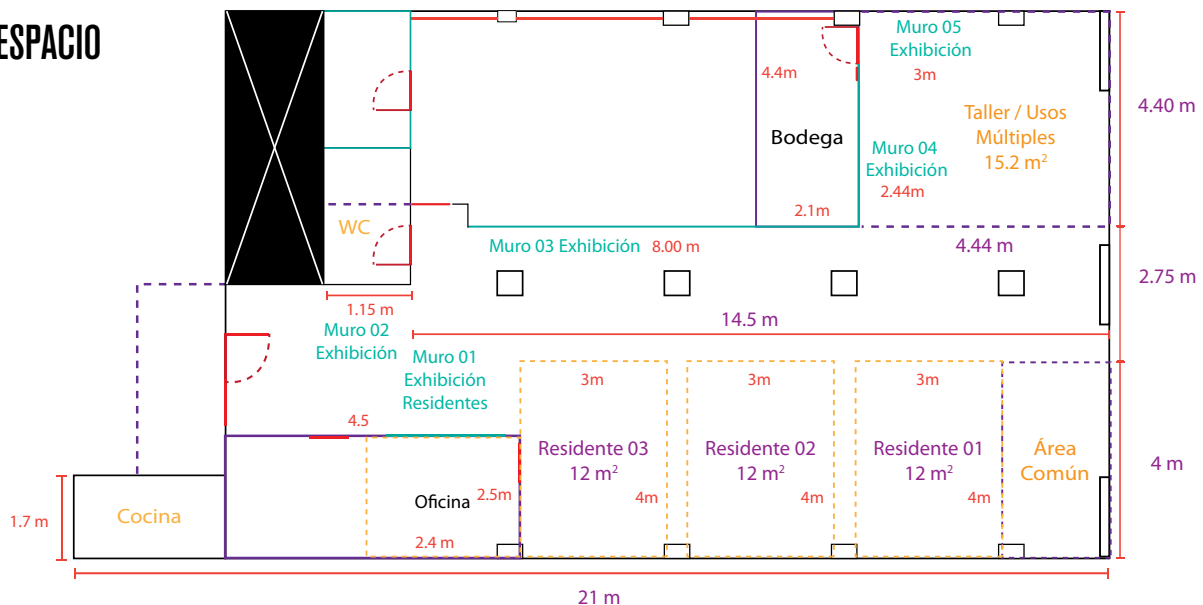 ESPACIO
Muro 05
Exhibición
3m
4.4m
4.40 m
Taller / Usos
Múltiples
15.2 m²
Bodega
Muro 04
Exhibición
2.44m
2.1m
WC
Muro 03 Exhibición 8.00 m
4.44 m
2.75 m
1.15 m
14.5 m
Muro 02
Exhibición
Muro 01
Exhibición
Residentes
3m
3m
3m
4.5
Residente 03
12 m²
Residente 02
12 m²
Residente 01
12 m²
Área
Común
4 m
Oficina
2.5m
4m
4m
4m
Cocina
1.7 m
2.4 m
21 m